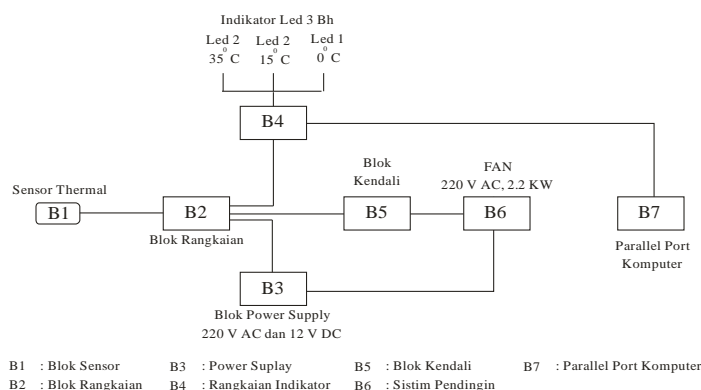 Indikator Led 3 Bh
Led 2 Led 2 Led 1
35° C 15° C 0° C
B4
Blok
Kendali
FAN
220 V AC, 2.2 KW
Sensor Thermal
B1
B2
B5
B6
B7
Blok Rangkaian
Parallel Port
Komputer
B3
Blok Power Supply
220 V AC dan 12 V DC
B1 : Blok Sensor B3 : Power Suplay B5 : Blok Kendali B7 : Parallel Port Komputer
B2 : Blok Rangkaian B4 : Rangkaian Indikator B6 : Sistim Pendingin